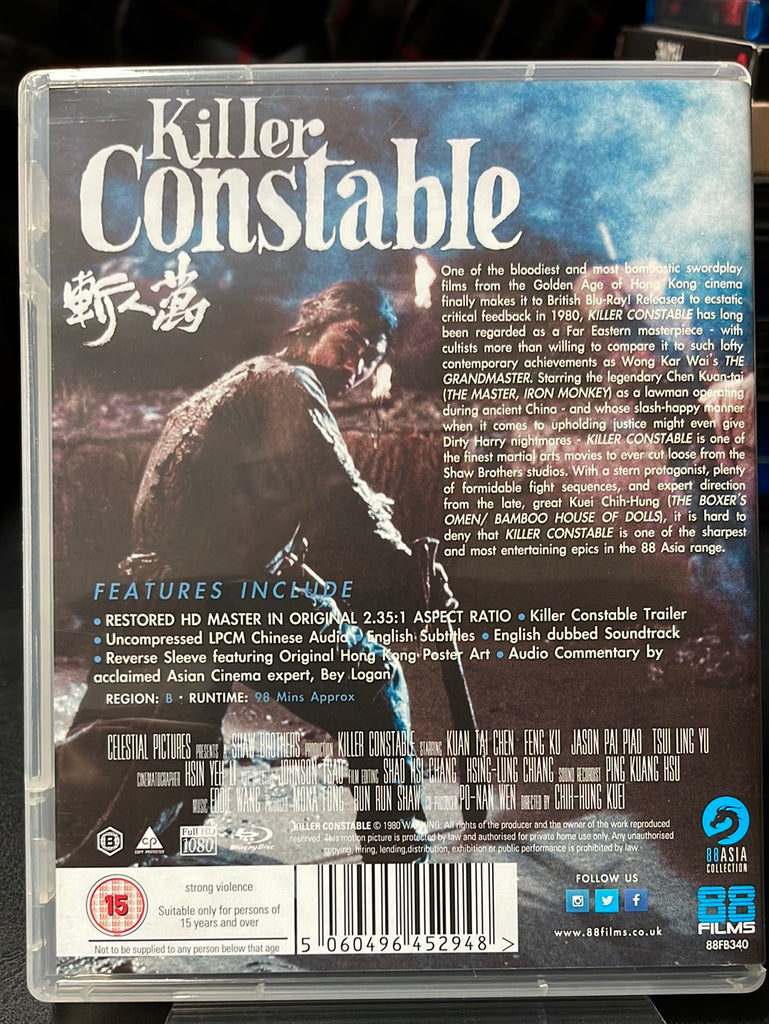 Killer
Constable
斬人萬
One of the bloodiest and most bombastic swordplay
films from the Golden Age of Hong Kong cinema
finally makes it to British Blu-Ray! Released to ecstatic
critical feedback in 1980, KILLER CONSTABLE has long
been regarded as a Far Eastern masterpiece - with
cultists more than willing to compare it to such lofty
contemporary achievements as Wong Kar Wai's THE
GRANDMASTER. Starring the legendary Chen Kuan-tai
(THE MASTER, IRON MONKEY) as a lawman operating
during ancient China - and whose slash-happy manner
when it comes to upholding justice might even give
Dirty Harry nightmares - KILLER CONSTABLE is one of
the finest martial arts movies to ever cut loose from the
Shaw Brothers studios. With a stern protagonist, plenty
of formidable fight sequences, and expert direction
from the late, great Kuei Chih-Hung (THE BOXER'S
OMEN/ BAMBOO HOUSE OF DOLLS), it is hard to
deny that KILLER CONSTABLE is one of the sharpest
and most entertaining epics in the 88 Asia range.
FEATURES INCLUDE
• RESTORED HD MASTER IN ORIGINAL 2.35:1 ASPECT RATIO • Killer Constable Trailer
• Uncompressed LPCM Chinese Audio, English Subtitles • English dubbed Soundtrack
• Reverse Sleeve featuring Original Hong Kong Poster Art • Audio Commentary by
acclaimed Asian Cinema expert, Bey Logan
REGION: B • RUNTIME: 98 Mins Approx
CELESTIAL PICTURES PRESENTS A SHAW BROTHERS PRODUCTION KILLER CONSTABLE STARRING KUAN TAI CHEN FENG KU JASON PAI PIAO TSUI LING YU
CINEMATOGRAPHER HSIN YEH LI JOHNSON TSAO FILM EDITING SHAO HSI CHANG HSING-LUNG CHIANG SOUND RECORDIST PING KUANG HSU
MUSIC EDDIE WANG PRODUCER MONA FONG RUN RUN SHAW CO-PRODUCER PO-NAN WEN DIRECTED BY CHIH-HUNG KUEI
KILLER CONSTABLE © 1980 WARNING: All rights of the producer and the owner of the work reproduced
reserved. This motion picture is protected by law and authorised for private home use only. Any unauthorised
copying, hiring, lending, distribution, exhibition or public performance is prohibited by law.
B
CP
COPY PROTECTED
Full HD
1080
Blu-ray Disc
88 ASIA
COLLECTION
15
strong violence
Suitable only for persons of
15 years and over
Not to be supplied to any person below that age
5 060496 452948 >
FOLLOW US
www.88films.co.uk
88
FILMS
88FB340